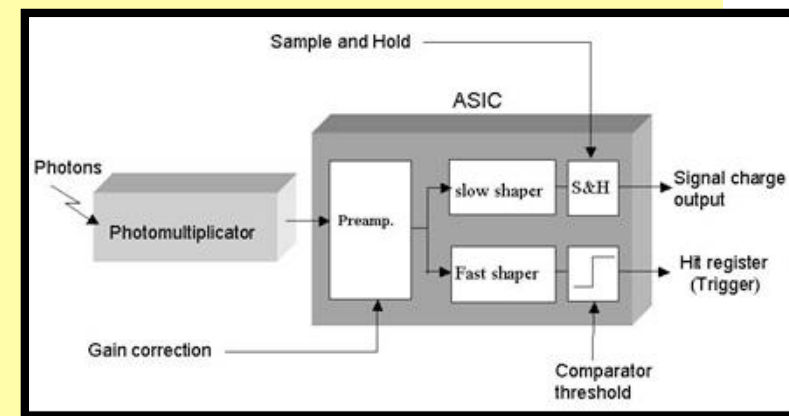 Sample and Hold
ASIC
Photons
Photomultiplicator
Preamp.
slow shaper
S&H
Signal charge
output
Fast shaper
Hit register
(Trigger)
Gain correction
Comparator
threshold